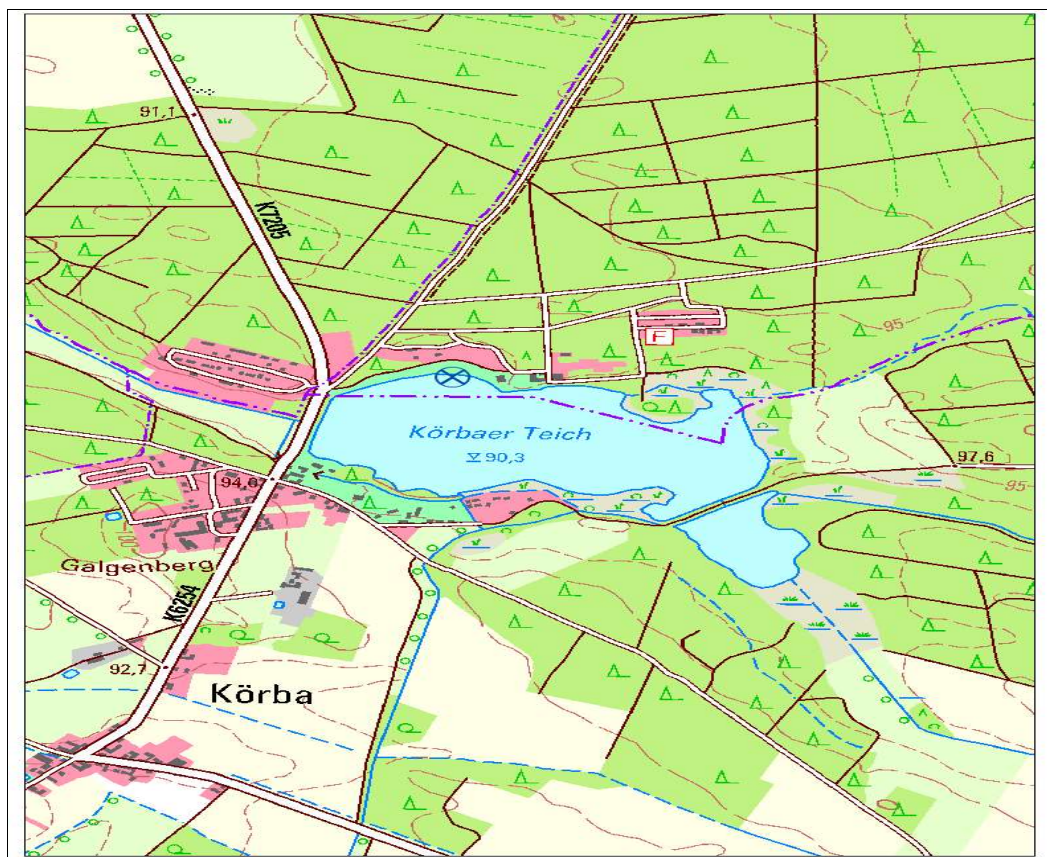 91,1
K7205
F
95
Körbaer Teich
90,3
97,6
95
94,6
Galgenberg
K6254
92,7
Körba